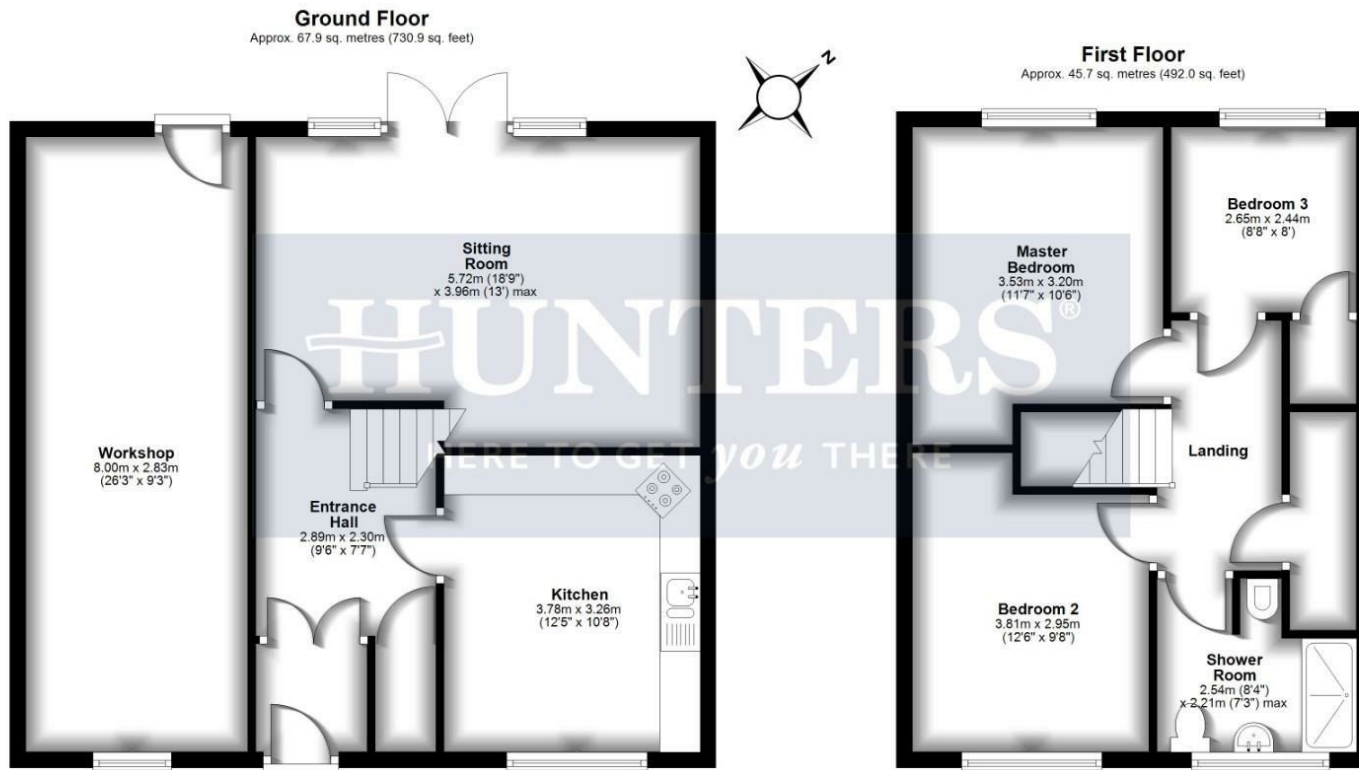 Ground Floor
Approx. 67.9 sq. metres (730.9 sq. feet)
First Floor
Approx. 45.7 sq. metres (492.0 sq. feet)
N
Sitting
Room
5.72m (18'9")
x 3.96m (13') max
Workshop
8.00m x 2.83m
(26'3" x 9'3")
Entrance
Hall
2.89m x 2.30m
(9'6" x 7'7")
Kitchen
3.78m x 3.26m
(12'5" x 10'8")
Master
Bedroom
3.53m x 3.20m
(11'7" x 10'6")
Bedroom 3
2.65m x 2.44m
(8'8" x 8')
Landing
Bedroom 2
3.81m x 2.95m
(12'6" x 9'8")
Shower
Room
2.54m (8'4")
x 2.21m (7'3") max
HUNTERS®
HERE TO GET you THERE